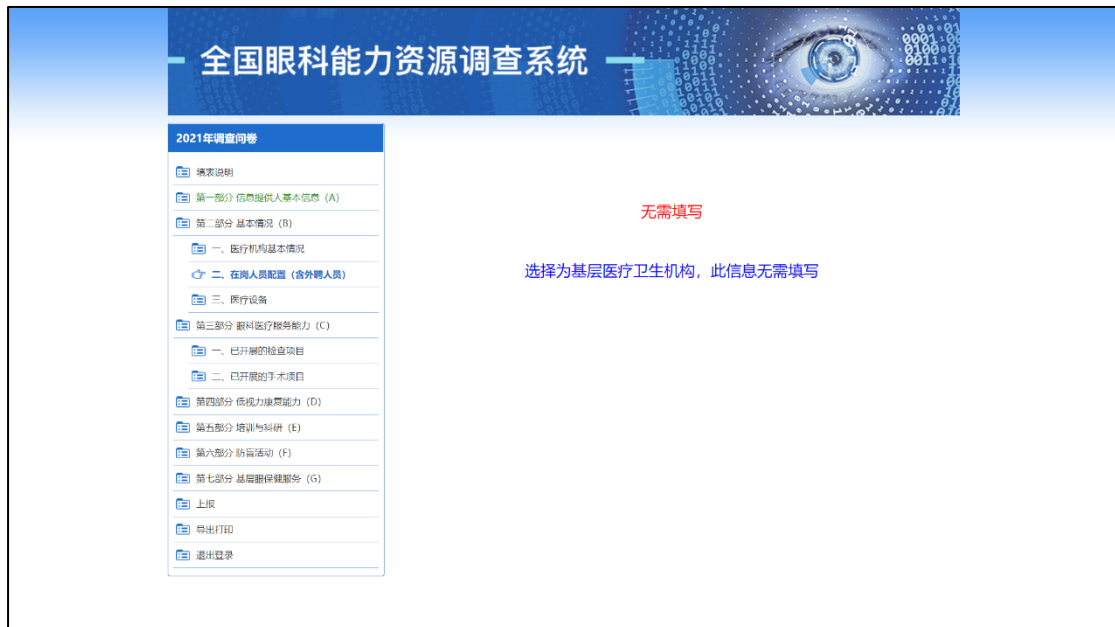 全国眼科能力资源调查系统
2021年调查问卷
填表说明
第一部分 信息提供人基本信息（A）
第二部分 基本情况（B）
一、医疗机构基本情况
二、在岗人员配置（含外聘人员）
三、医疗设备
第三部分 眼科医疗服务能力（C）
一、已开展的检查项目
二、已开展的手术项目
第四部分 低视力康复能力（D）
第五部分 培训与科研（E）
第六部分 防盲活动（F）
第七部分 基层眼保健服务（G）
上报
导出打印
退出登录
无需填写
选择为基层医疗卫生机构，此信息无需填写